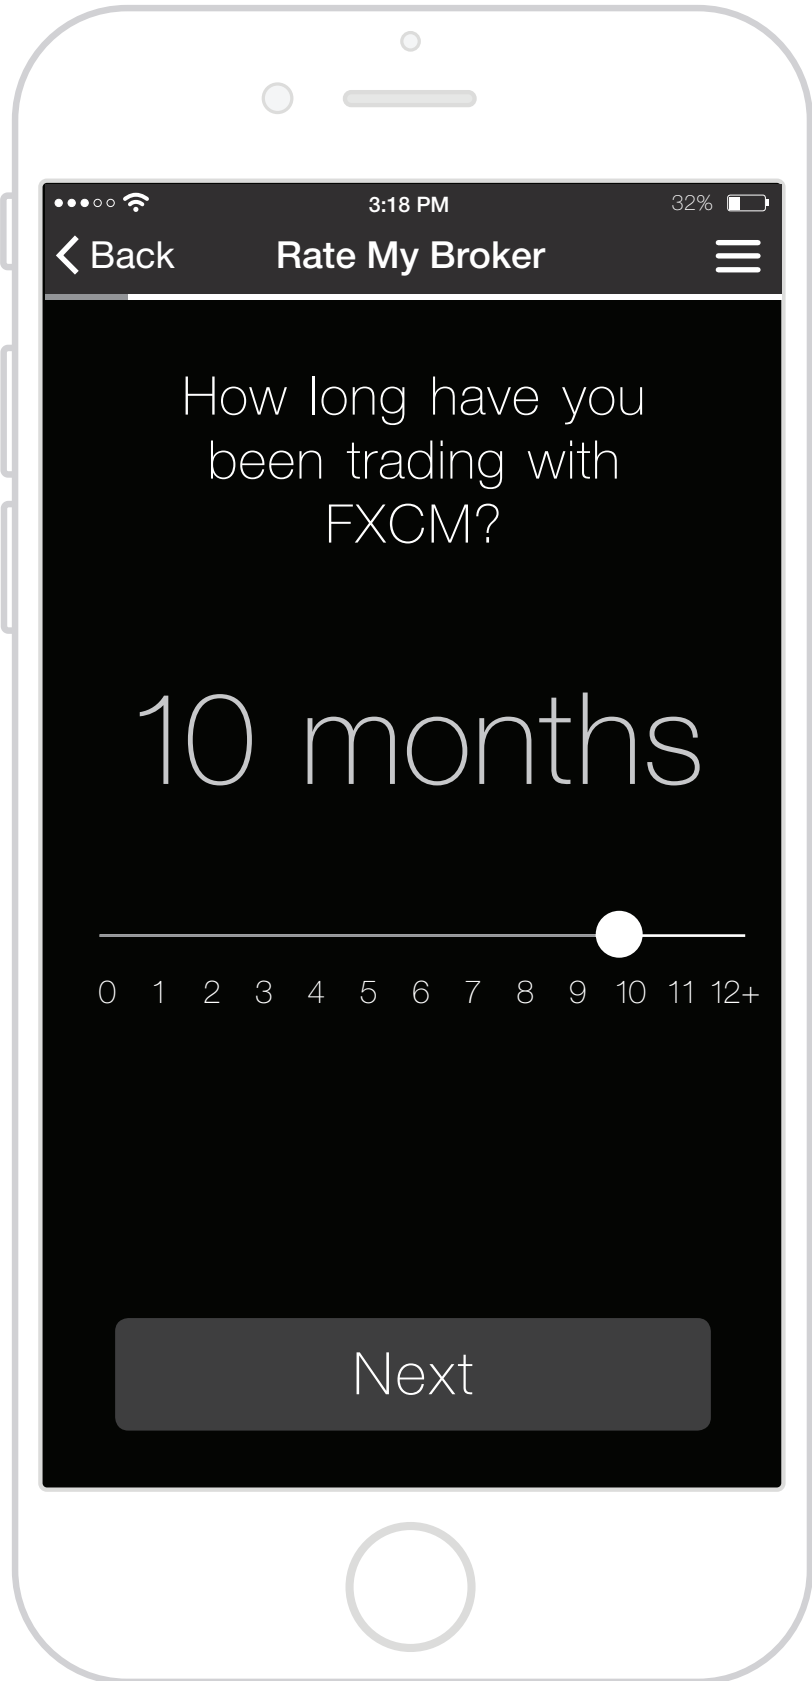 3:18 PM 32%
Back Rate My Broker
How long have you
been trading with
FXCM?
10 months
0 1 2 3 4 5 6 7 8 9 10 11 12+
Next